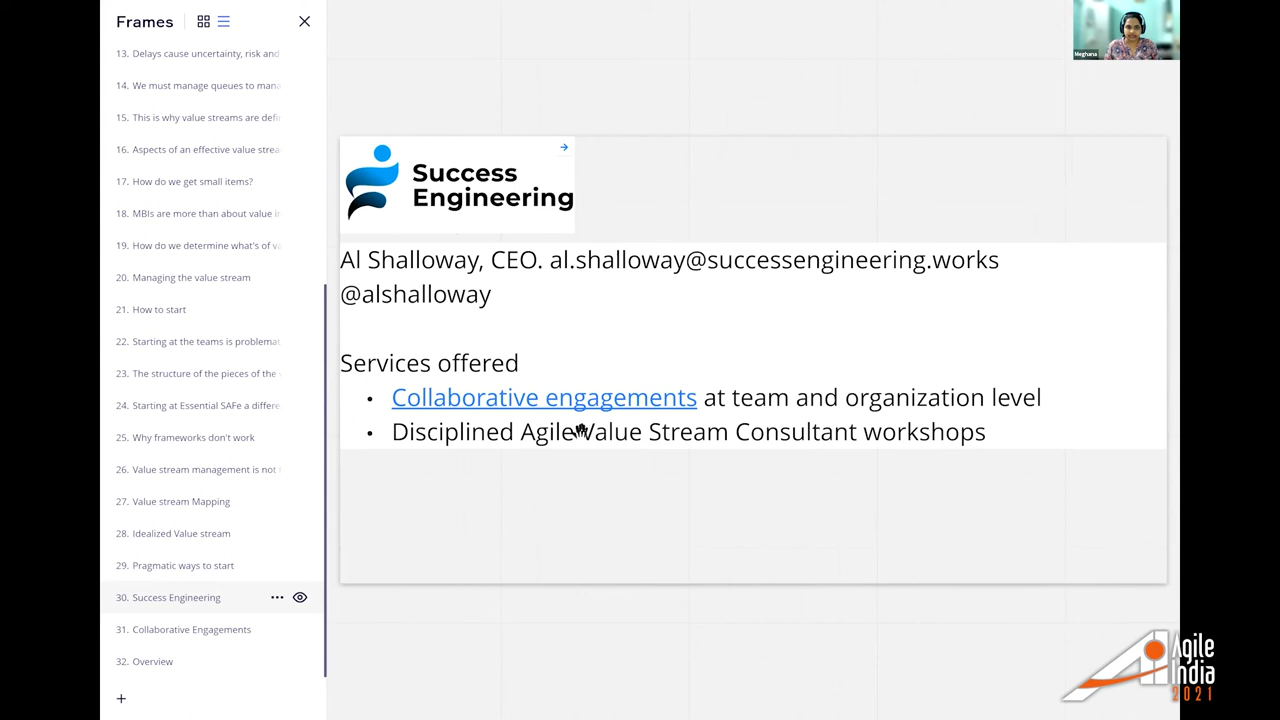 Frames
13. Delays cause uncertainty, risk and
14. We must manage queues to mana
15. This is why value streams are defi
16. Aspects of an effective value strea
17. How do we get small items?
18. MBIs are more than about value in
19. How do we determine what's of va
20. Managing the value stream
21. How to start
22. Starting at the teams is problemat
23. The structure of the pieces of the
24. Starting at Essential SAFe a differe
25. Why frameworks don't work
26. Value stream management is not
27. Value stream Mapping
28. Idealized Value stream
29. Pragmatic ways to start
30. Success Engineering
31. Collaborative Engagements
32. Overview
Success
Engineering
Al Shalloway, CEO. al.shalloway@successengineering.works
@alshalloway
Services offered
• Collaborative engagements at team and organization level
• Disciplined Agile Value Stream Consultant workshops
Meghana
Agile
India
2021